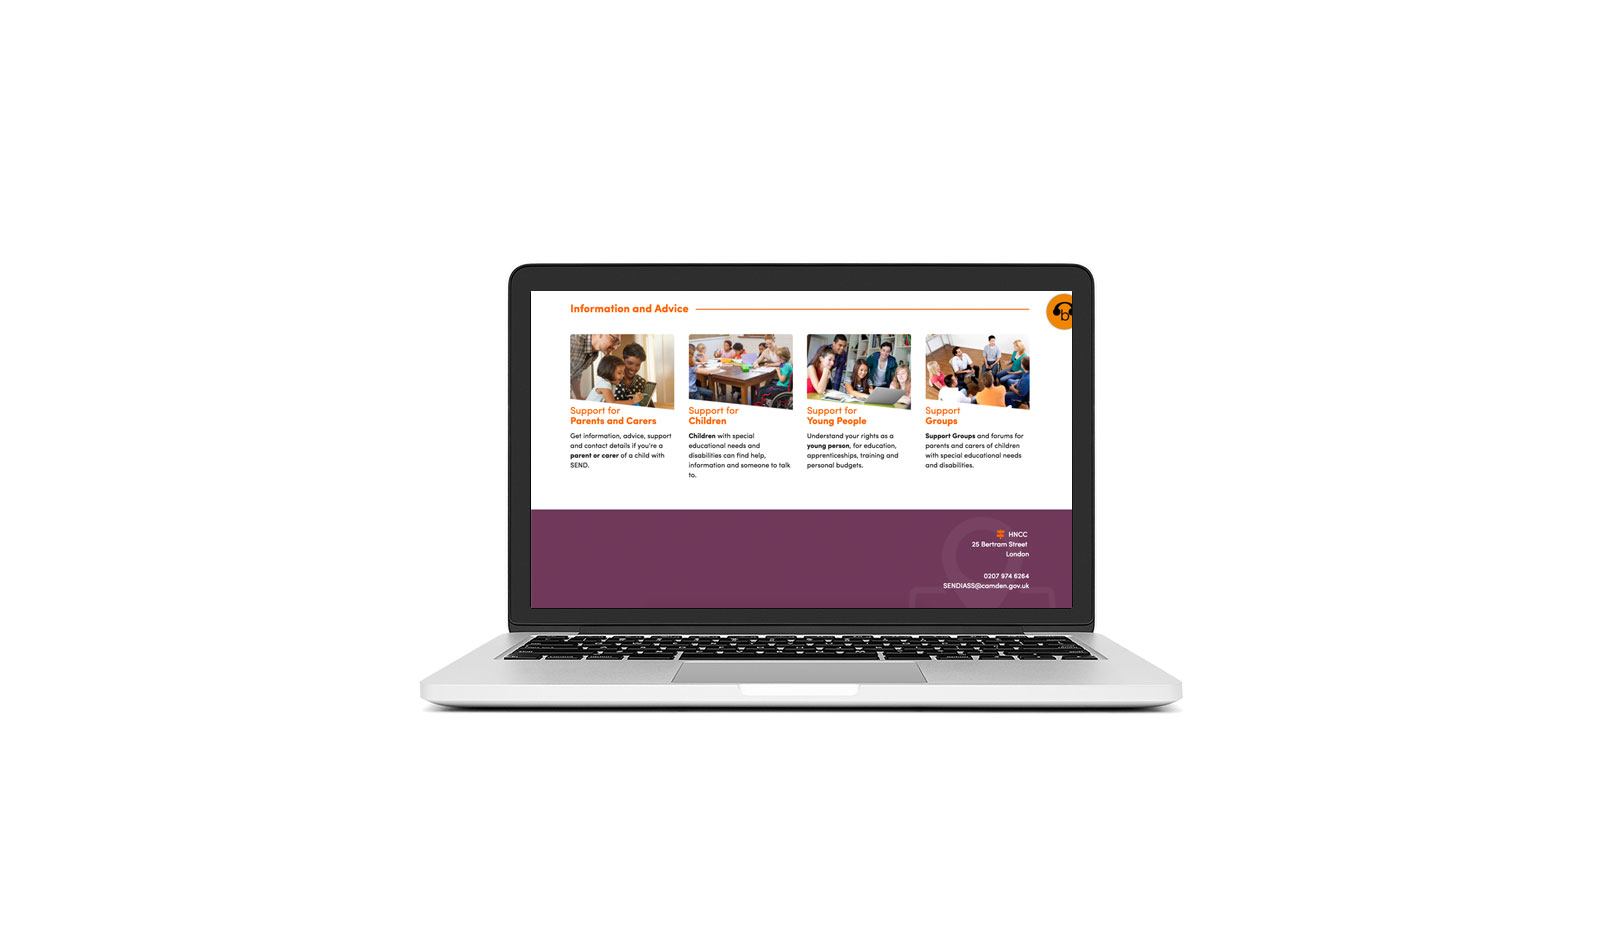 Information and Advice
b
Support for
Parents and Carers
Get information, advice, support
and contact details if you're a
parent or carer of a child with
SEND.
Support for
Children
Children with special
educational needs and
disabilities can find help,
information and someone to talk
to.
Support for
Young People
Understand your rights as a
young person, for education,
apprenticeships, training and
personal budgets.
Support
Groups
Support Groups and forums for
parents and carers of children
with special educational needs
and disabilities.
HNCC
25 Bertram Street
London
0207 974 6264
SENDIASS@camden.gov.uk